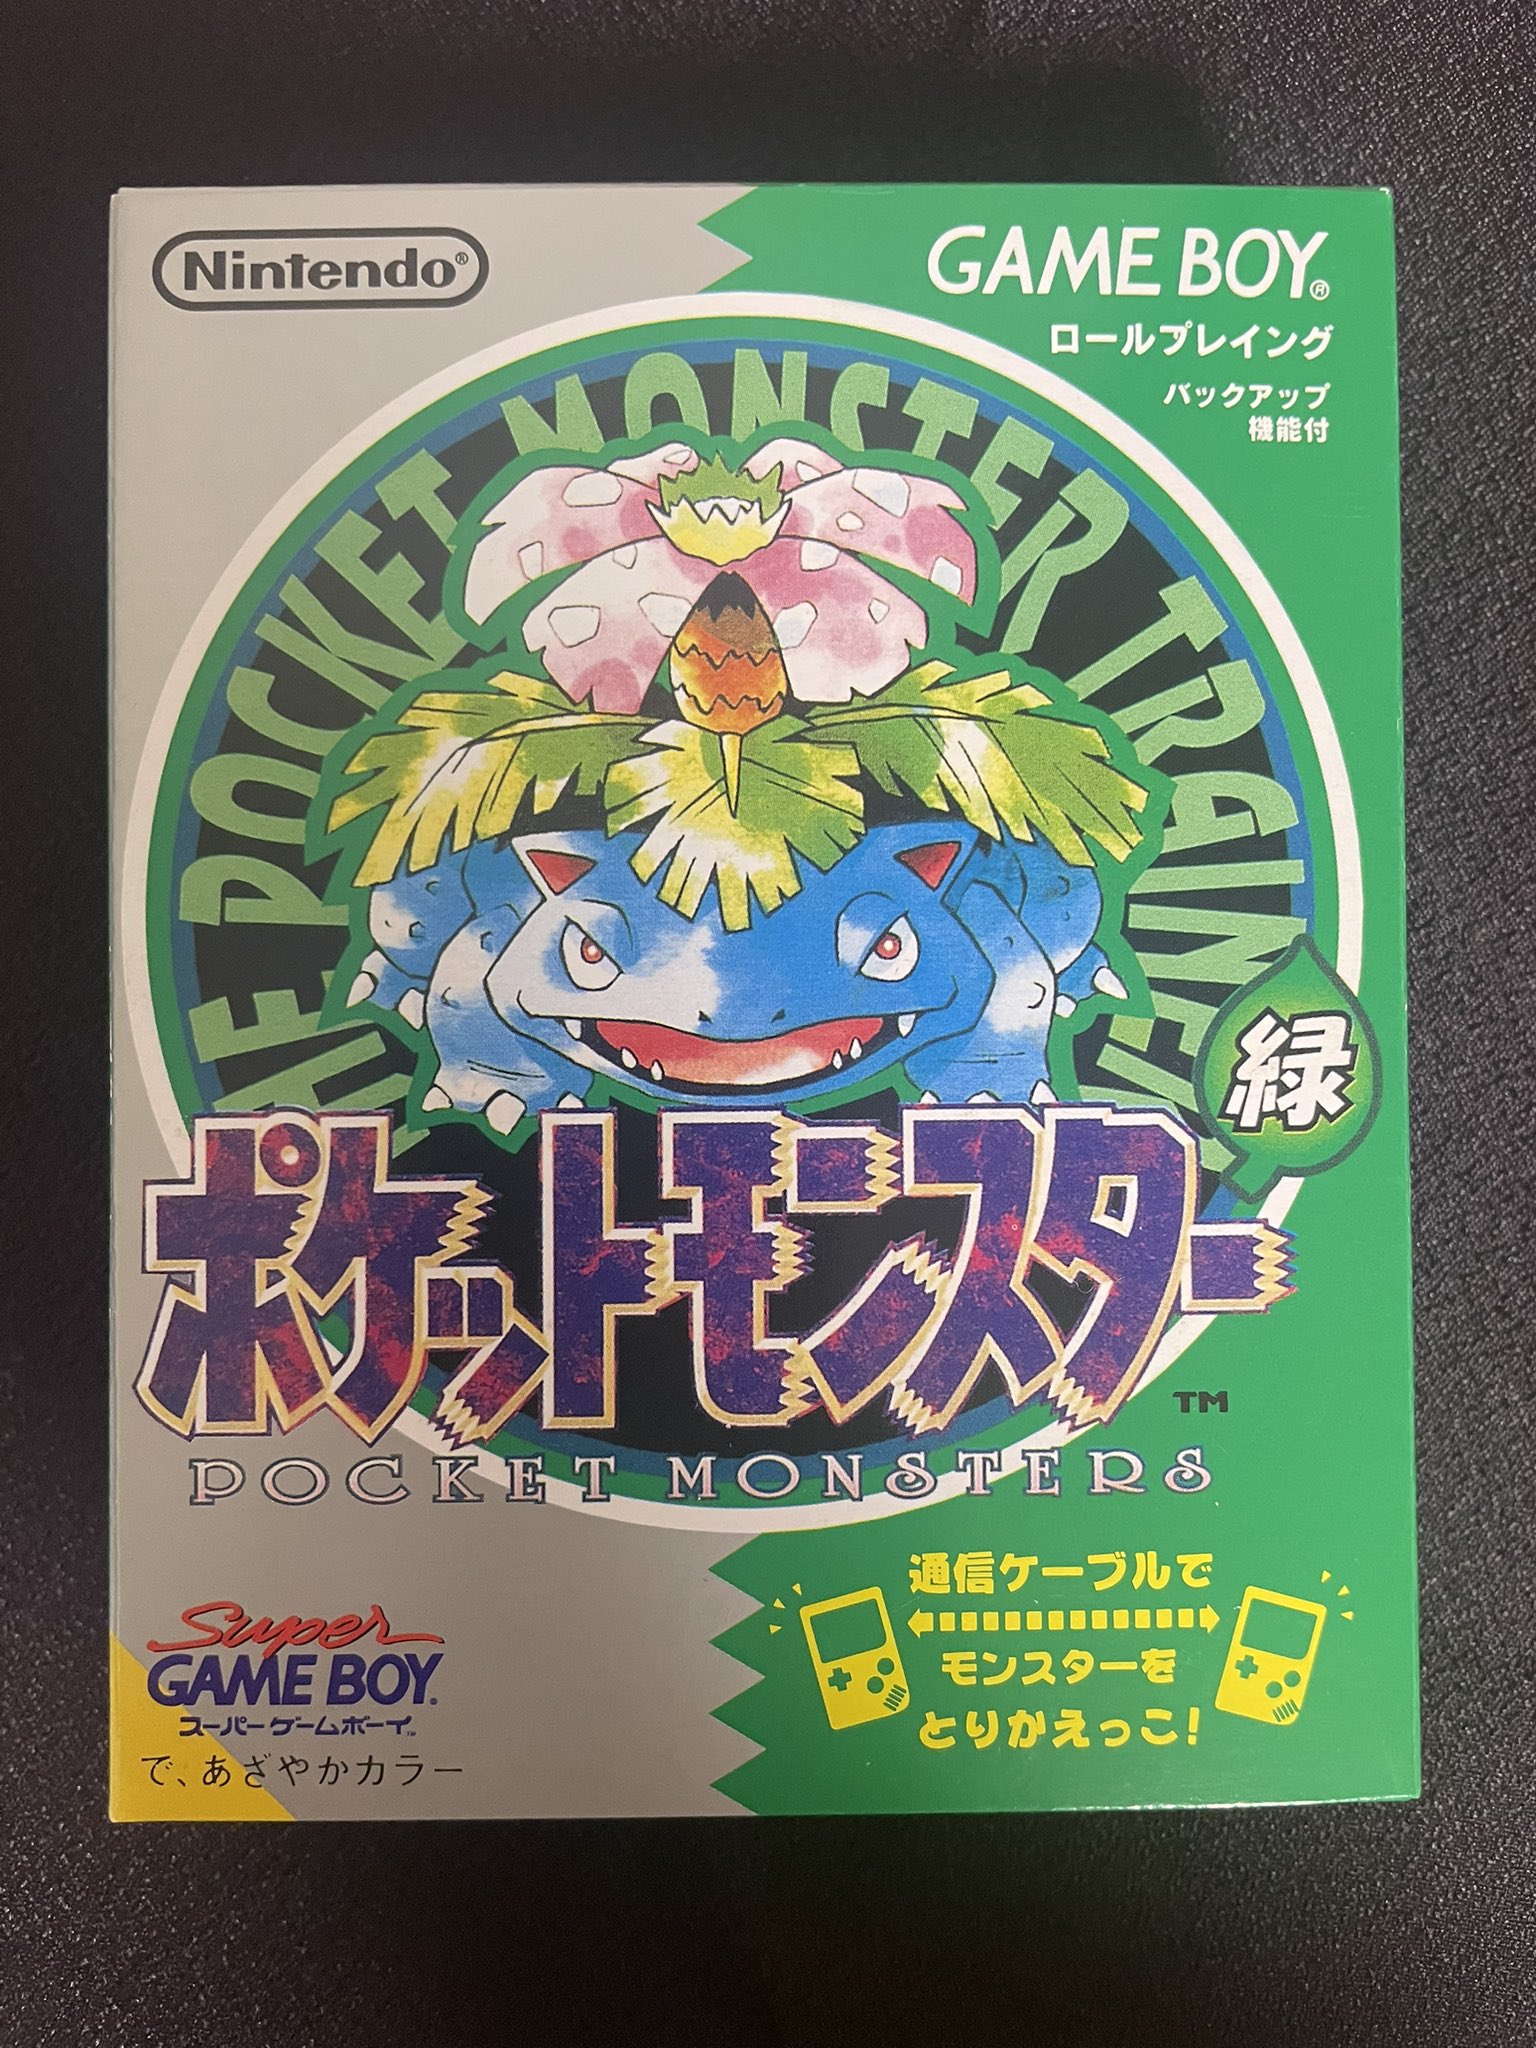 Nintendo®
GAME BOY®
ロールプレイング
バックアップ
機能付
THE POCKET MONSTER TRAINER
緑
ポケットモンスター™
POCKET MONSTERS
通信ケーブルで
モンスターを
とりかえっこ!
Super
GAME BOY®
スーパーゲームボーイ™
で、あざやかカラー